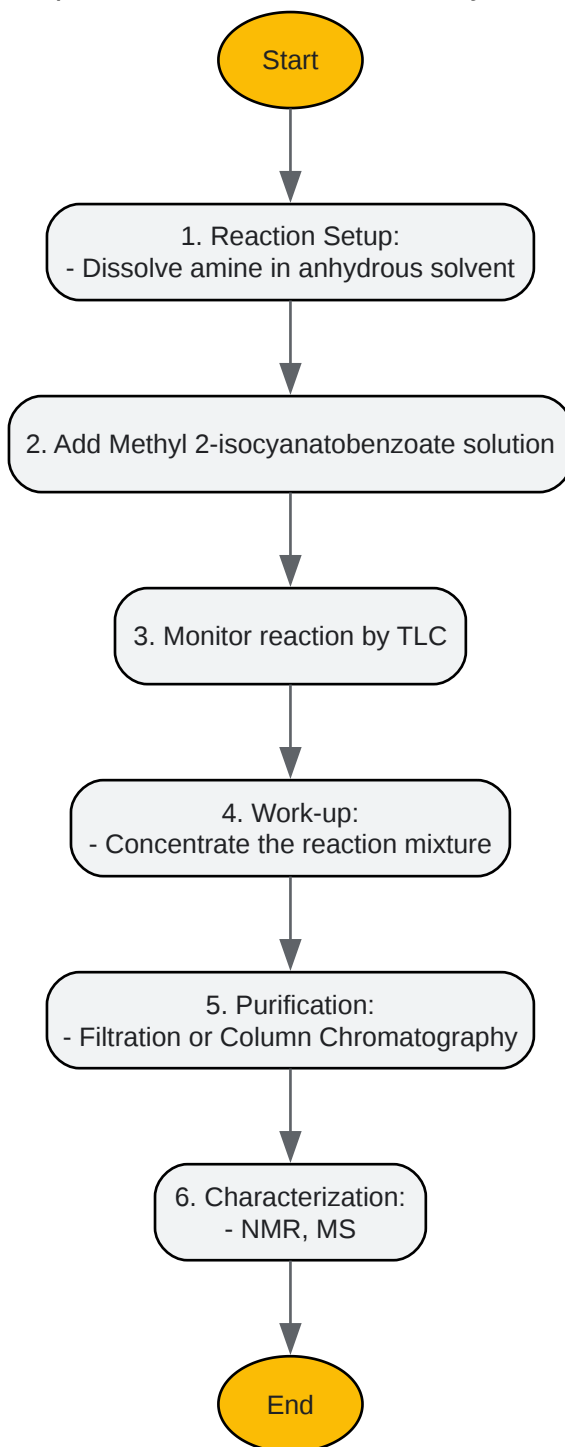 Start
1. Reaction Setup:
- Dissolve amine in anhydrous solvent
2. Add Methyl 2-isocyanatobenzoate solution
3. Monitor reaction by TLC
4. Work-up:
- Concentrate the reaction mixture
5. Purification:
- Filtration or Column Chromatography
6. Characterization:
- NMR, MS
End